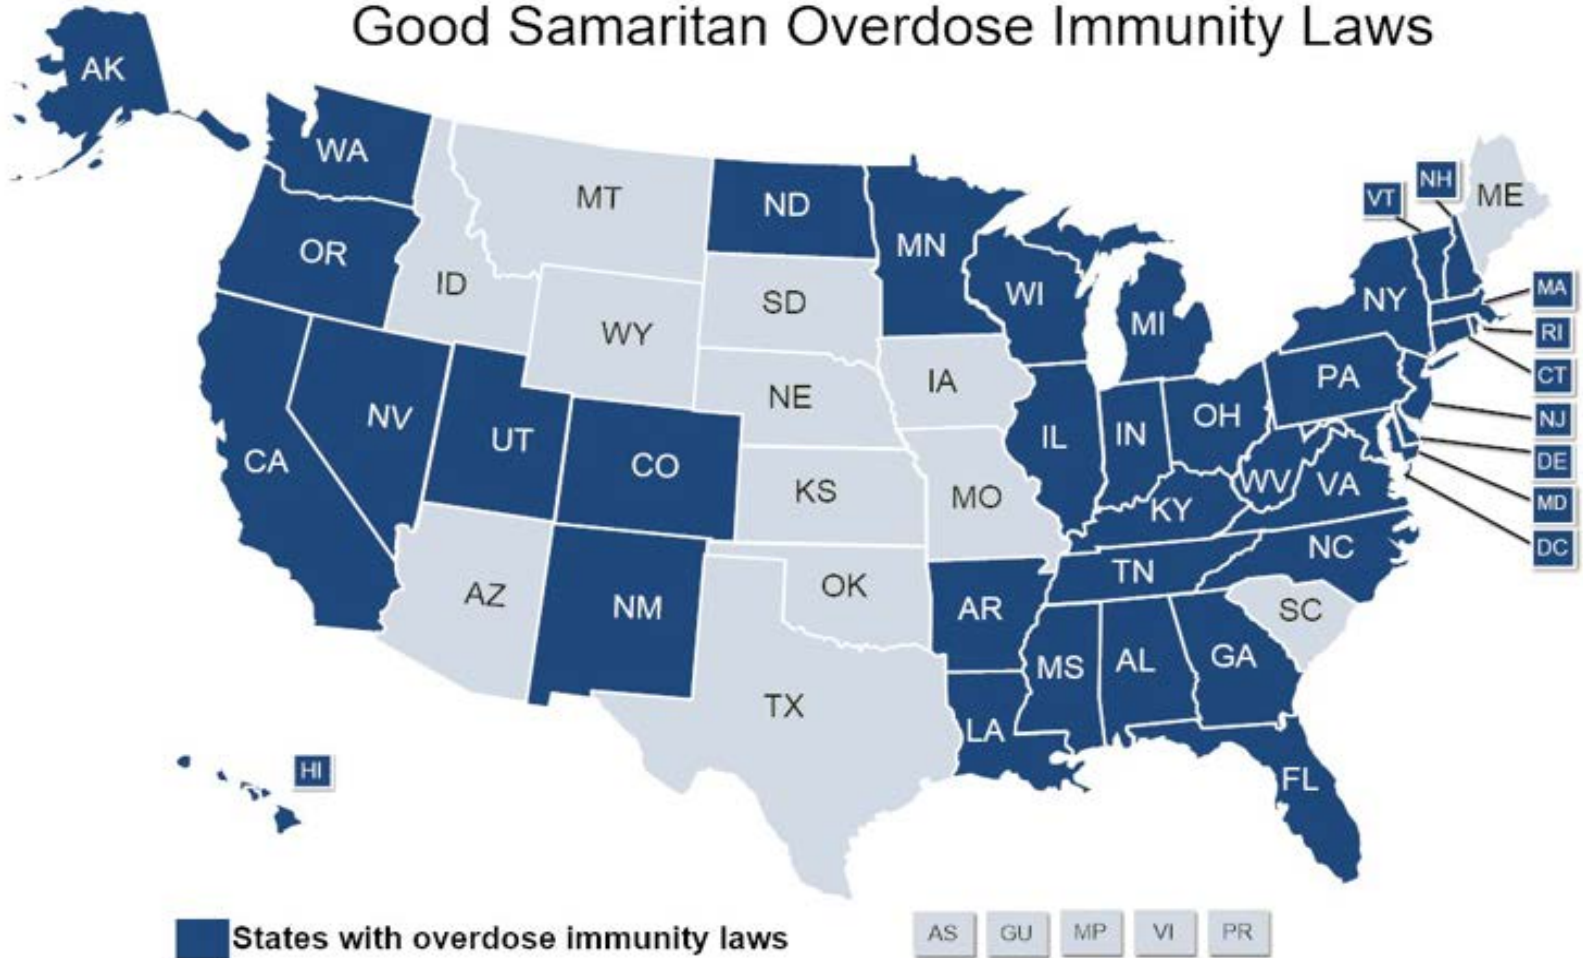 Good Samaritan Overdose Immunity Laws
AK
WA
MT
ND
MN
VT
NH
ME
OR
ID
SD
WI
MI
NY
MA
WY
RI
NE
IA
PA
CT
NV
UT
CO
IL
IN
OH
NJ
CA
KS
MO
WV
VA
DE
KY
MD
NC
DC
AZ
NM
OK
AR
TN
SC
TX
MS
AL
GA
LA
HI
FL
States with overdose immunity laws
AS
GU
MP
VI
PR